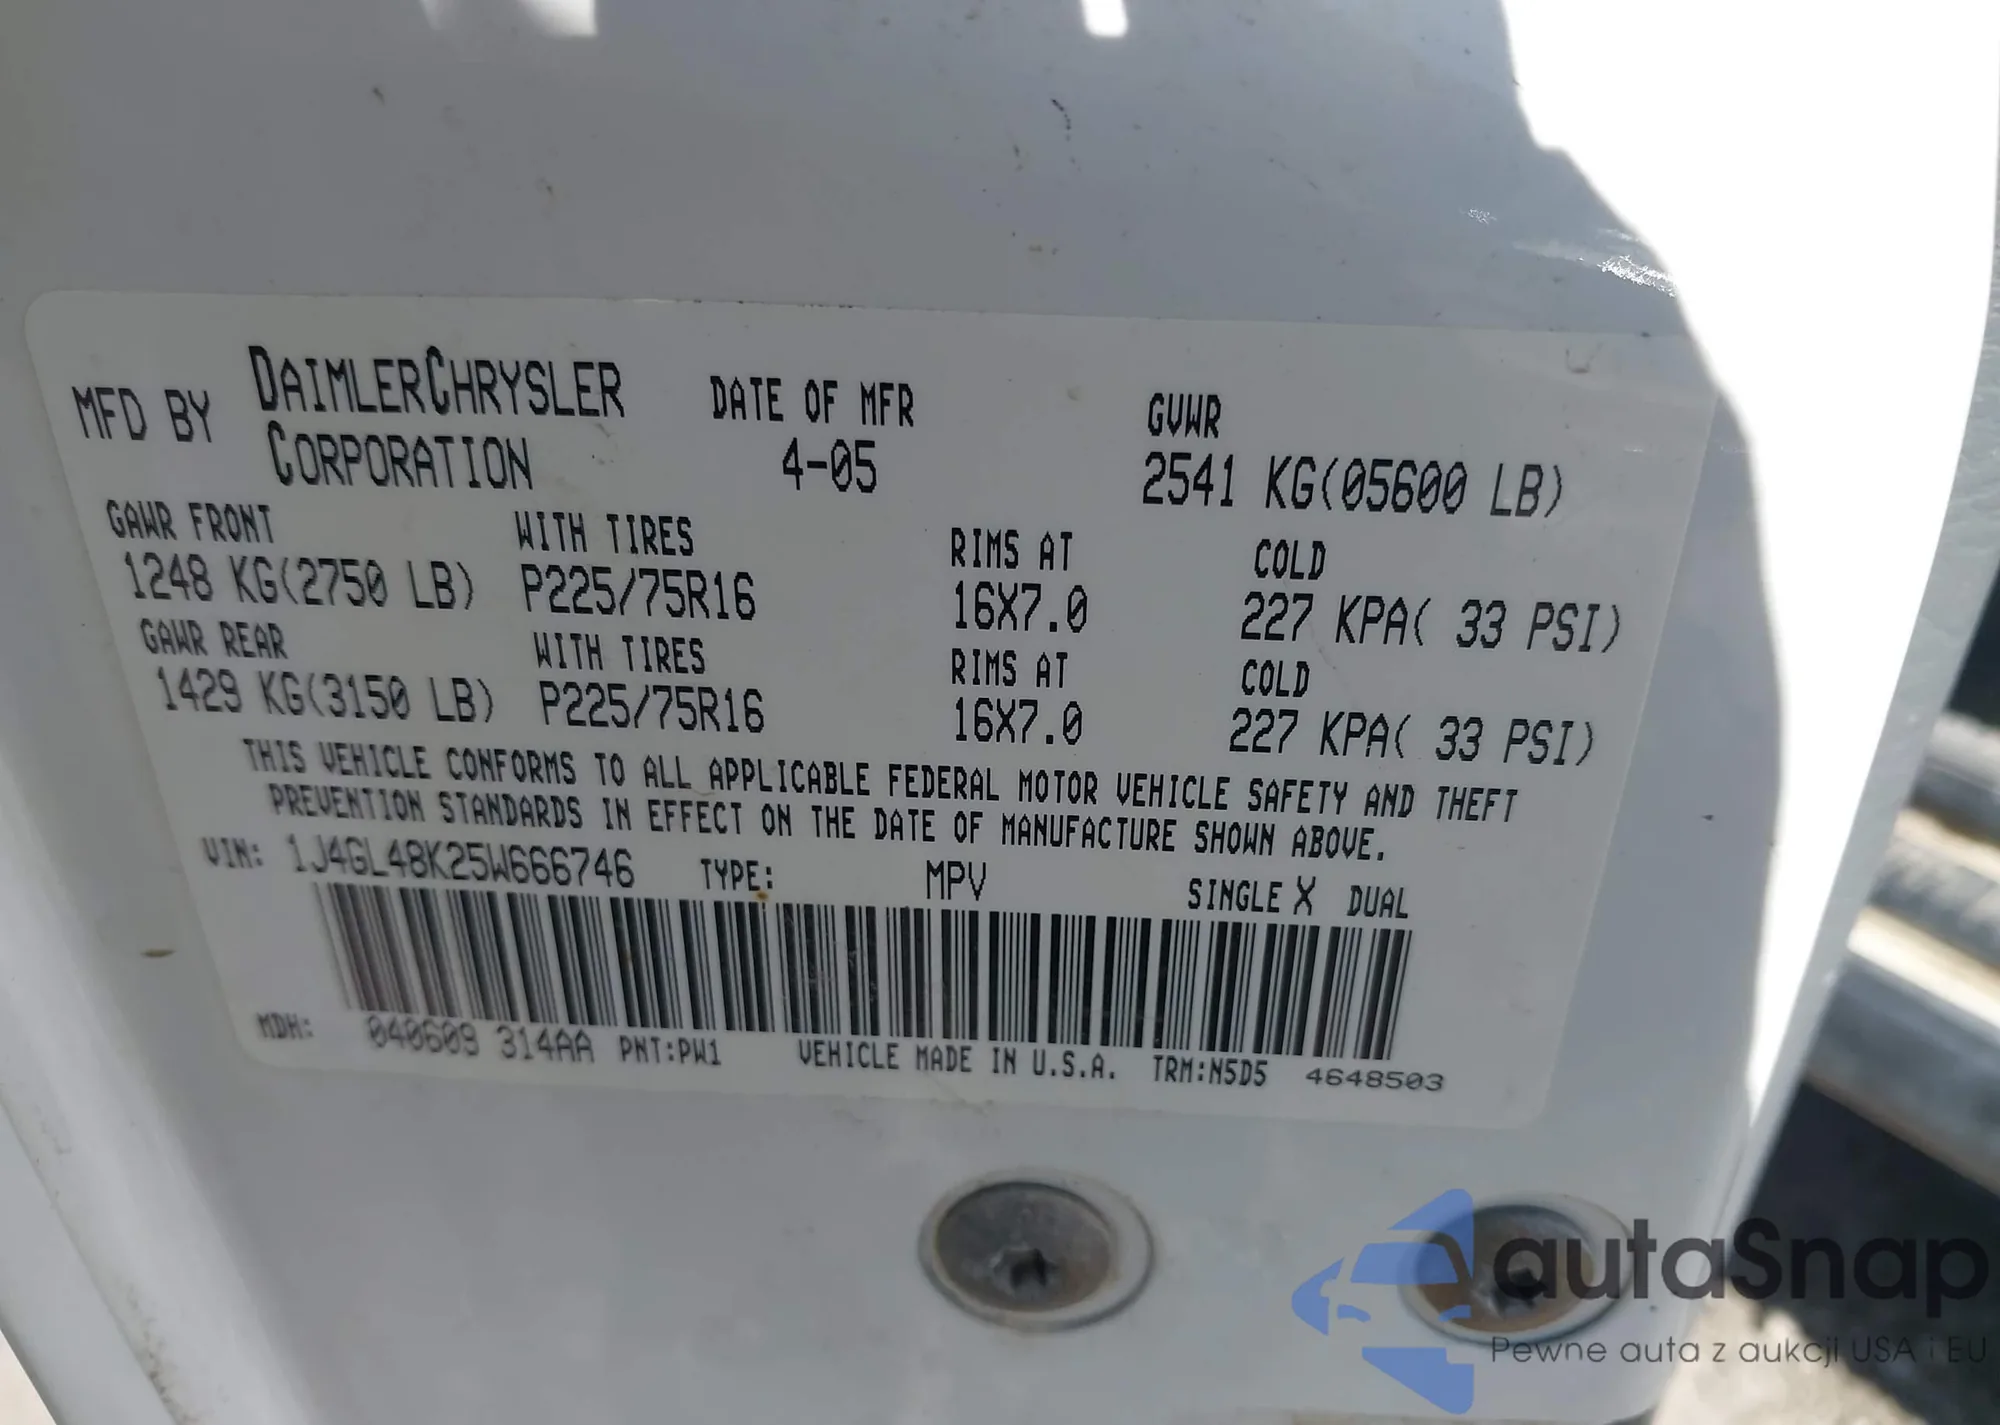 MFD BY DAIMLERCHRYSLER CORPORATION DATE OF MFR 4-05 GVWR 2541 KG(05600 LB)
GAWR FRONT WITH TIRES RIMS AT COLD
1248 KG(2750 LB) P225/75R16 16X7.0 227 KPA( 33 PSI)
GAWR REAR WITH TIRES RIMS AT COLD
1429 KG(3150 LB) P225/75R16 16X7.0 227 KPA( 33 PSI)
THIS VEHICLE CONFORMS TO ALL APPLICABLE FEDERAL MOTOR VEHICLE SAFETY AND THEFT
PREVENTION STANDARDS IN EFFECT ON THE DATE OF MANUFACTURE SHOWN ABOVE.
VIN: 1J4GL48K25W666746 TYPE: MPV SINGLE X DUAL
MDH: 040609 314AA PNT:PW1 VEHICLE MADE IN U.S.A. TRM:N5D5 4648503
autaSnap
Pewne auta z aukcji USA i EU